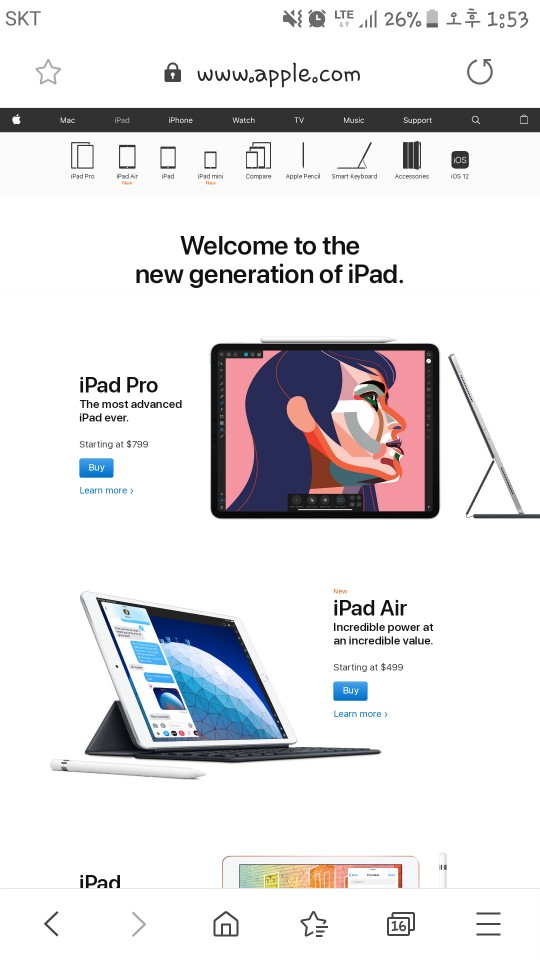 SKT
LTE
26%
오후 1:53
www.apple.com
Mac
iPad
iPhone
Watch
TV
Music
Support
iPad Pro
iPad Air
New
iPad
iPad mini
New
Compare
Apple Pencil
Smart Keyboard
Accessories
iOS
iOS 12
Welcome to the
new generation of iPad.
iPad Pro
The most advanced
iPad ever.
Starting at $799
Buy
Learn more ›
New
iPad Air
Incredible power at
an incredible value.
Starting at $499
Buy
Learn more ›
iPad
16